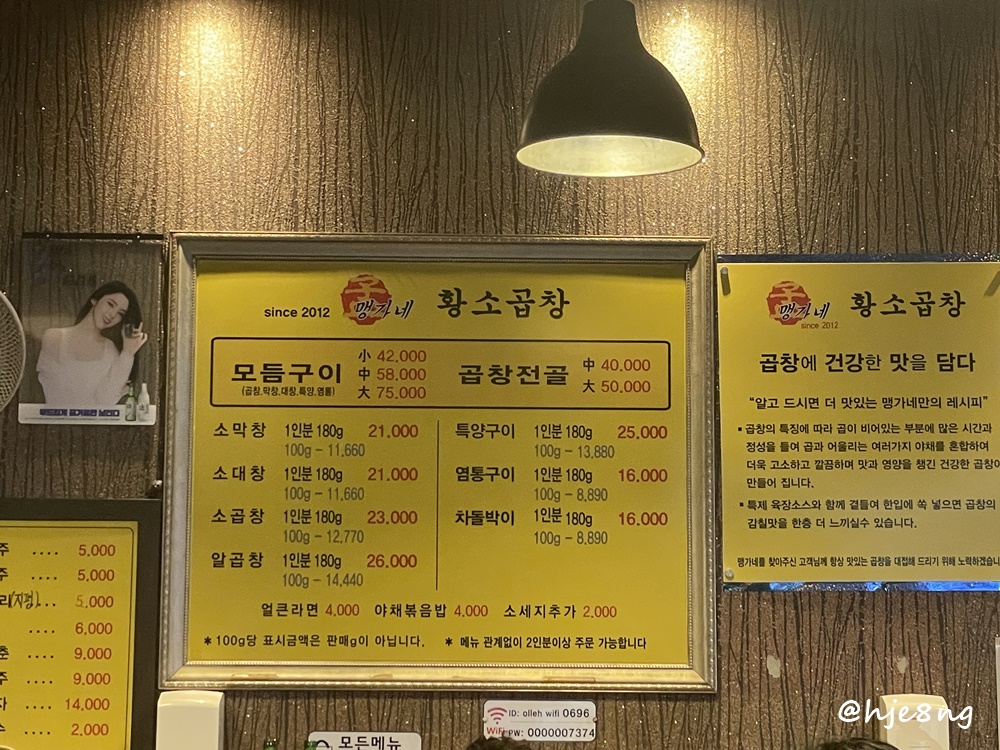 since 2012 맹가네 황소곱창
모듬구이 小 42,000
(곱창,막창,대창,특양,염통) 中 58,000
大 75,000
곱창전골 中 40,000
大 50,000
소막창 1인분 180g 21,000
100g – 11,660
소대창 1인분 180g 21,000
100g – 11,660
소곱창 1인분 180g 23,000
100g – 12,770
알곱창 1인분 180g 26,000
100g – 14,440
특양구이 1인분 180g 25,000
100g – 13,880
염통구이 1인분 180g 16,000
100g – 8,890
차돌박이 1인분 180g 16,000
100g – 8,890
얼큰라면 4,000 야채볶음밥 4,000 소세지추가 2,000
* 100g당 표시금액은 판매g이 아닙니다. * 메뉴 관계없이 2인분이상 주문 가능합니다
맹가네 황소곱창
since 2012
곱창에 건강한 맛을 담다
"알고 드시면 더 맛있는 맹가네만의 레시피"
▪ 곱창의 특징에 따라 곱이 비어있는 부분에 많은 시간과
정성을 들여 곱과 어울리는 여러가지 야채를 혼합하여
더욱 고소하고 깔끔하며 맛과 영양을 챙긴 건강한 곱창이
만들어 집니다.
▪ 특제 육장소스와 함께 곁들여 한입에 쏙 넣으면 곱창의
감칠맛을 한층 더 느끼실수 있습니다.
맹가네를 찾아주신 고객님께 항상 맛있는 곱창을 대접해 드리기 위해 노력하겠습니
주 .... 5,000
주 .... 5,000
리(지평).... 5,000
.... 6,000
춘 .... 9,000
주 .... 9,000
자 .... 14,000
스 .... 2,000
ID: olleh wifi 0696
WiFi PW: 0000007374
모든메뉴
@hje8ng